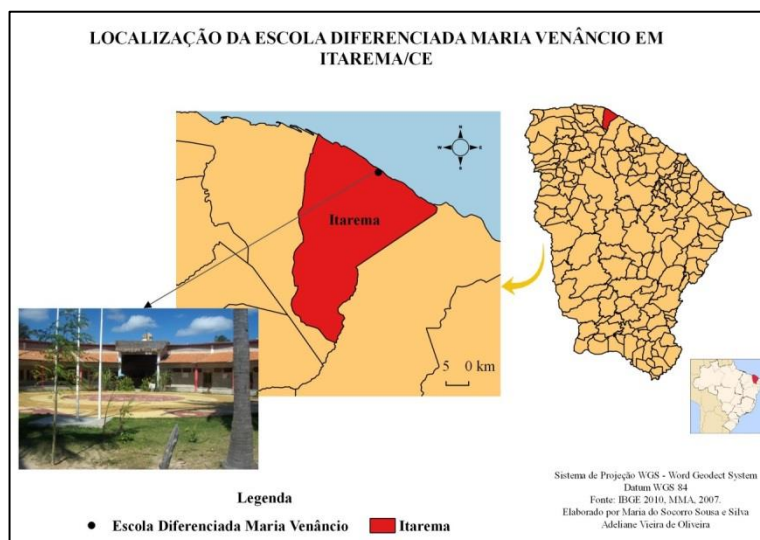 LOCALIZAÇÃO DA ESCOLA DIFERENCIADA MARIA VENÂNCIO EM
ITAREMA/CE
N
W
S
Itarema
5 0 km
Legenda
Escola Diferenciada Maria Venâncio
Itarema
Sistema de Projeção WGS - Word Geodect System
Datum WGS 84
Fonte: IBGE 2010, MMA, 2007.
Elaborado por Maria do Socorro Sousa e Silva
Adeliane Vieira de Oliveira